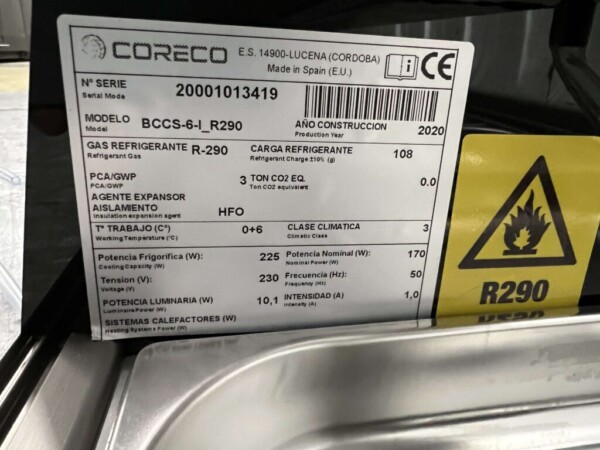 CORECO
E.S. 14900-LUCENA (CORDOBA)
Made in Spain (E.U.)
i CE
Nº SERIE
Serial Mode
20001013419
MODELO
Model
BCCS-6-I_R290
AÑO CONSTRUCCION
Production Year
2020
GAS REFRIGERANTE R-290
Refrigerant Gas
CARGA REFRIGERANTE
Refrigerant Charge ±10% (g)
108
PCA/GWP
PCA/GWP
3
TON CO2 EQ.
Ton CO2 equivalent
0.0
AGENTE EXPANSOR
AISLAMIENTO
Insulation expansion agent
HFO
Tª TRABAJO (Cº)
Working Temperature (ºC)
0+6
CLASE CLIMATICA
Climatic Class
3
Potencia Frigorifica (W):
Cooling Capacity (W)
225
Potencia Nominal (W):
Nominal Power (W)
170
Tension (V):
Voltage (V)
230
Frecuencia (Hz):
Frequency (Hz)
50
POTENCIA LUMINARIA (W)
Luminaire Power (W)
10,1
INTENSIDAD (A)
Intensity (A)
1,0
SISTEMAS CALEFACTORES (W)
Heating Systems Power (W)
R290